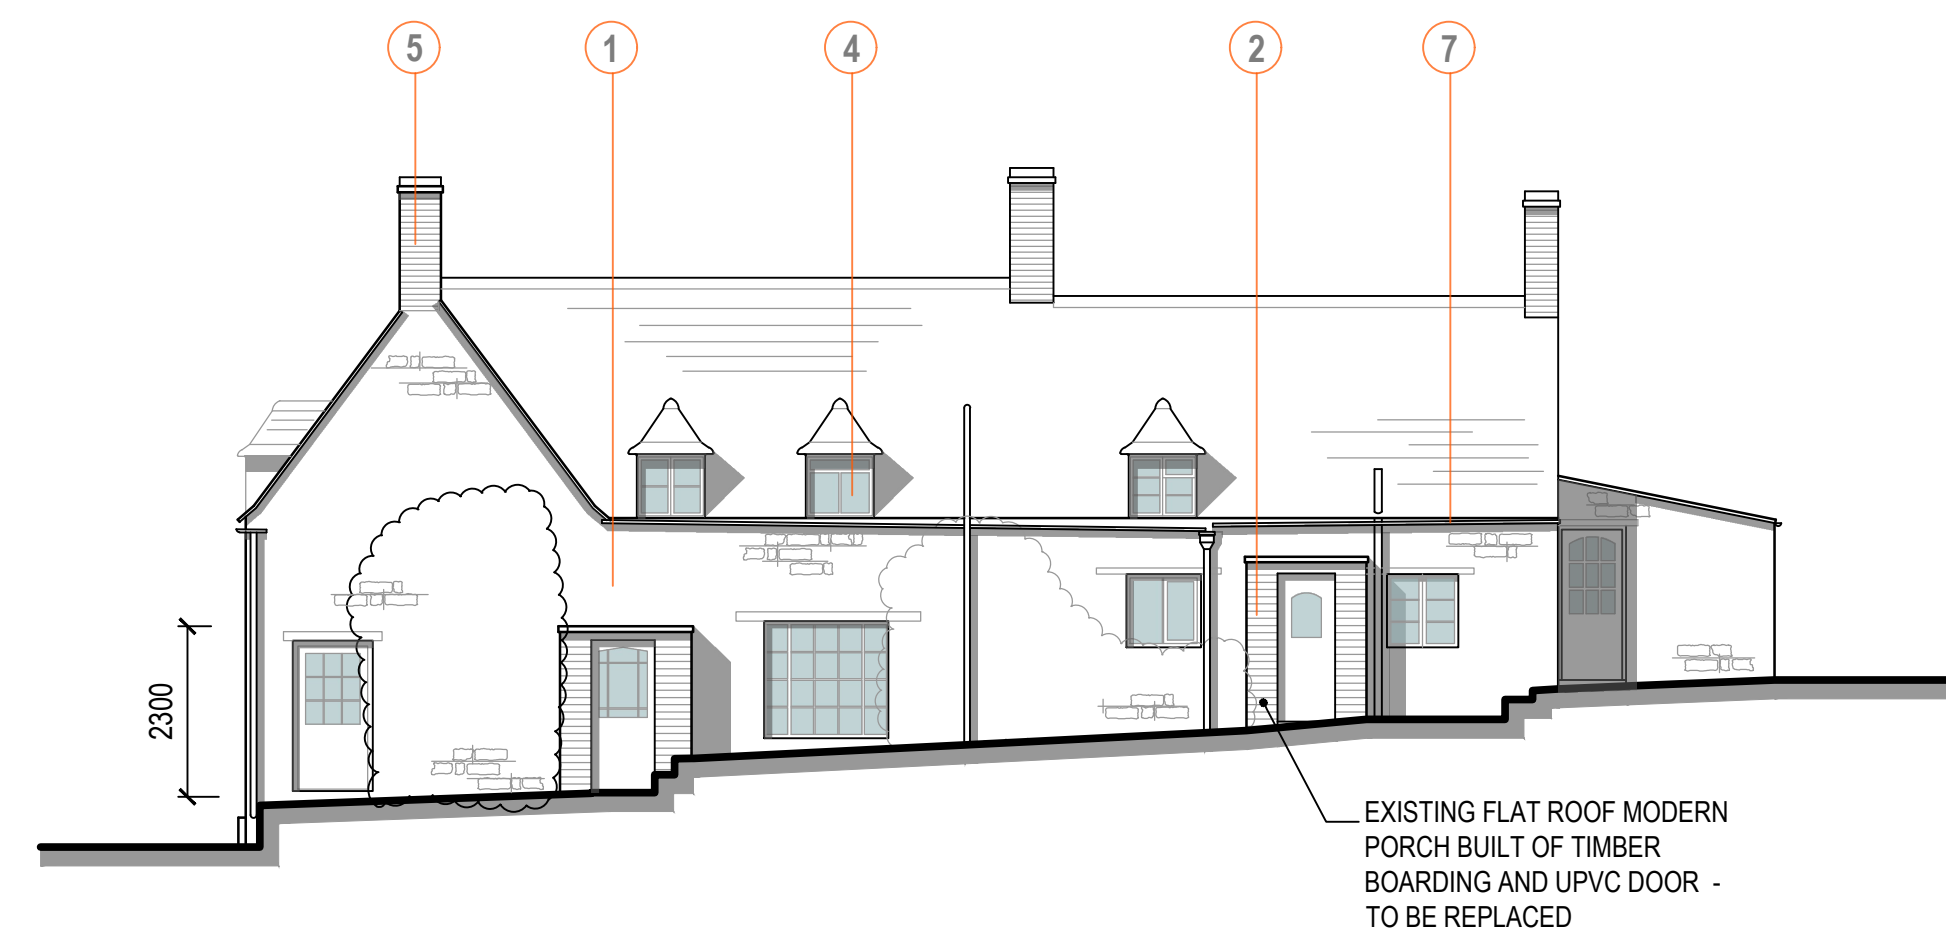 5 1 4 2 7
2300
EXISTING FLAT ROOF MODERN
PORCH BUILT OF TIMBER
BOARDING AND UPVC DOOR -
TO BE REPLACED